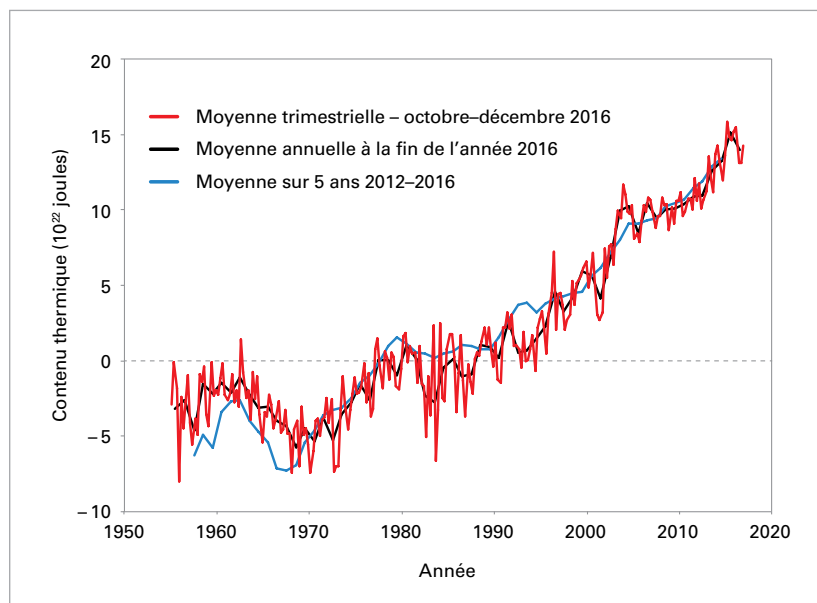 20
15
10
5
0
– 5
– 10
Contenu thermique (10²² joules)
Moyenne trimestrielle – octobre–décembre 2016
Moyenne annuelle à la fin de l’année 2016
Moyenne sur 5 ans 2012–2016
1950 1960 1970 1980 1990 2000 2010 2020
Année